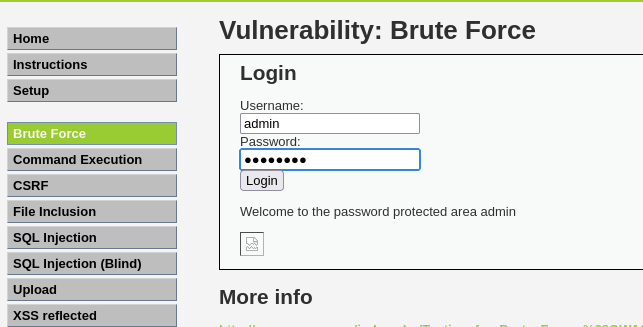 Vulnerability: Brute Force
Home
Instructions
Setup
Brute Force
Command Execution
CSRF
File Inclusion
SQL Injection
SQL Injection (Blind)
Upload
XSS reflected
Login
Username:
admin
Password:
●●●●●●●●
Login
Welcome to the password protected area admin
More info